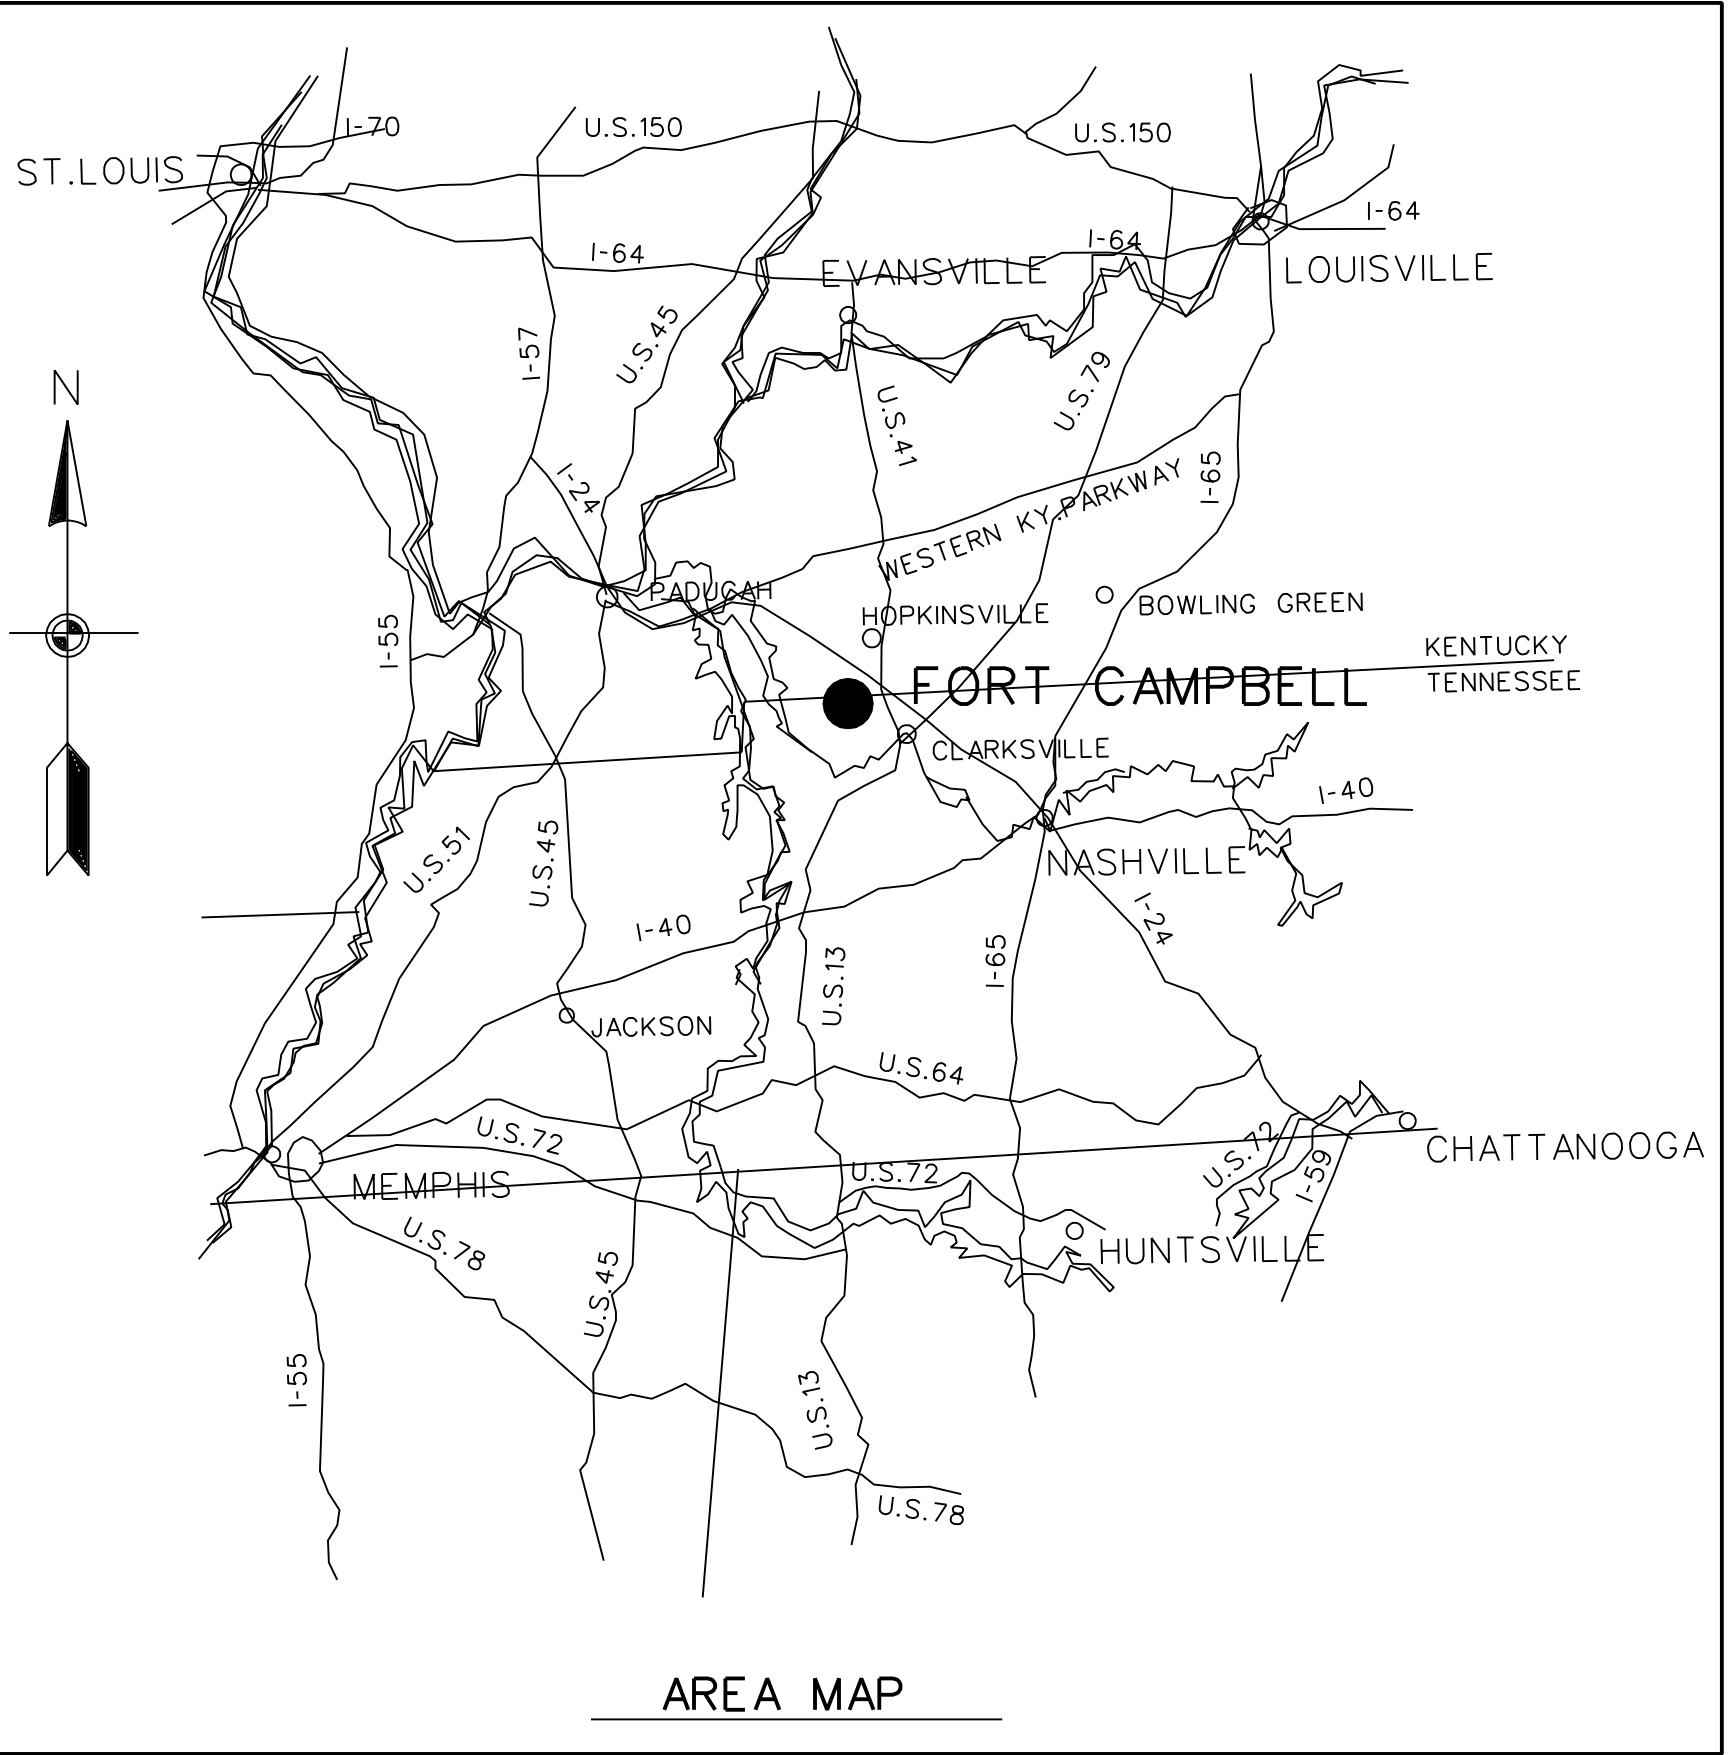 I-70
U.S.150
U.S.150
ST.LOUIS
I-64
I-64
I-64
EVANSVILLE
LOUISVILLE
I-57
U.S.45
N
U.S.79
U.S.41
I-24
WESTERN KY.PARKWAY
I-65
PADUCAH
HOPKINSVILLE
BOWLING GREEN
I-55
KENTUCKY
FORT CAMPBELL
TENNESSEE
CLARKSVILLE
I-40
U.S.51
U.S.45
NASHVILLE
I-24
I-40
I-65
U.S.13
JACKSON
U.S.64
U.S.72
U.S.72
CHATTANOOGA
U.S.72
I-59
MEMPHIS
U.S.78
HUNTSVILLE
U.S.45
I-55
U.S.13
U.S.78
AREA MAP